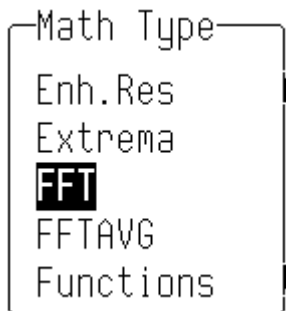 Math Type
Enh.Res
Extrema
FFT
FFTAVG
Functions